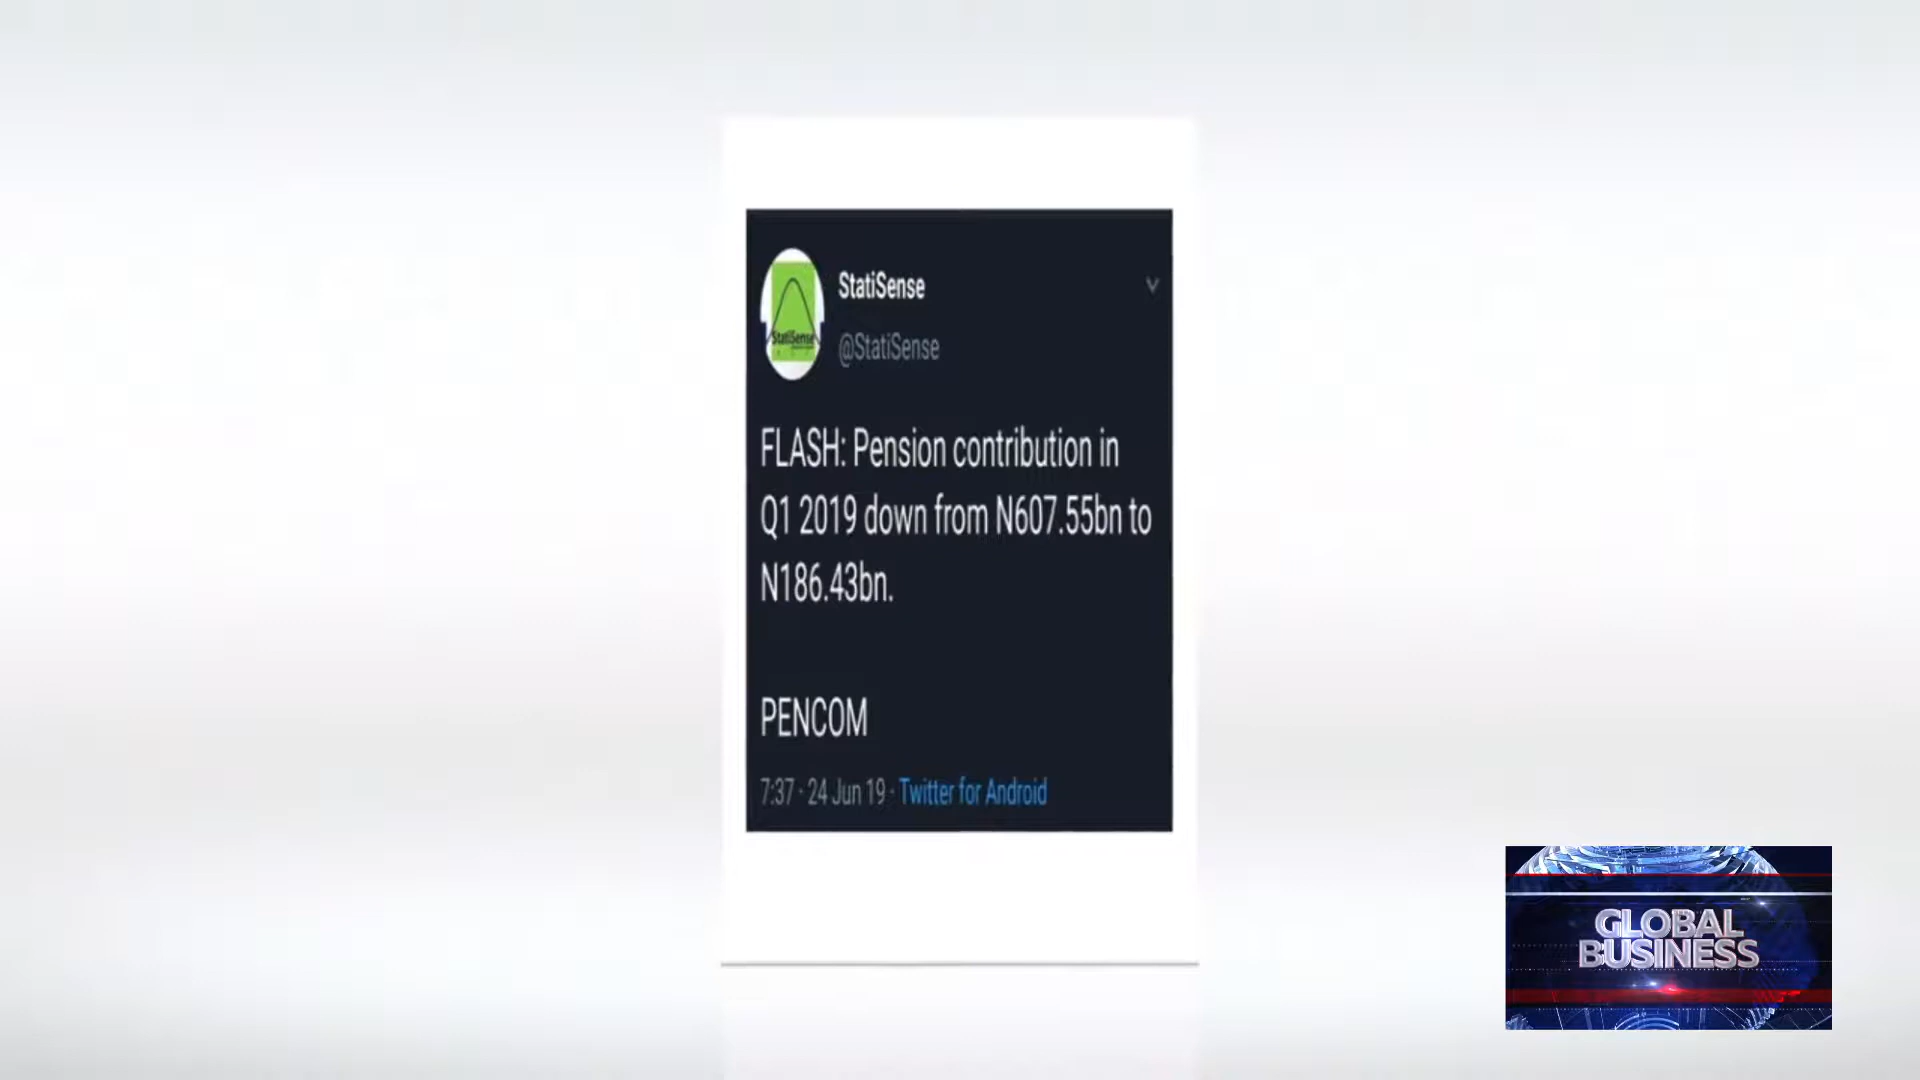 StatiSense
StatiSense
@StatiSense
FLASH: Pension contribution in
Q1 2019 down from N607.55bn to
N186.43bn.
PENCOM
7:37 · 24 Jun 19 · Twitter for Android
GLOBAL
BUSINESS